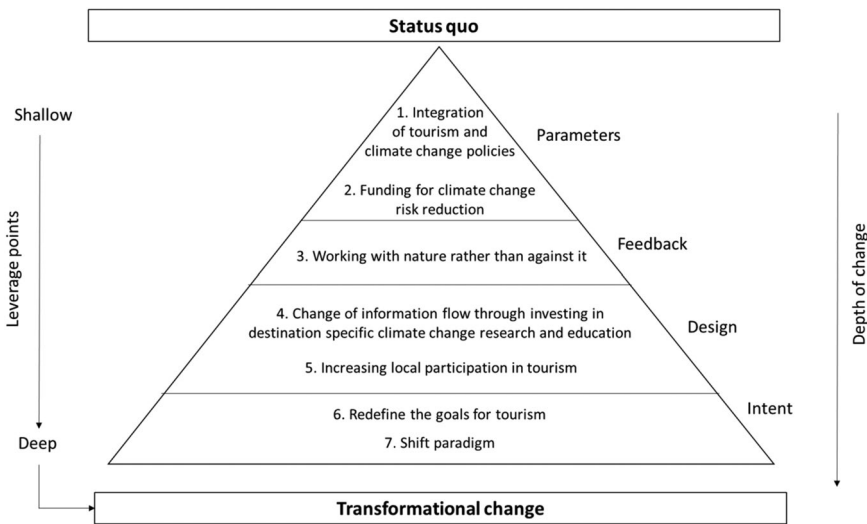 Status quo
Shallow
1. Integration
of tourism and
climate change policies
Parameters
2. Funding for climate change
risk reduction
Feedback
3. Working with nature rather than against it
Leverage points
Depth of change
4. Change of information flow through investing in
destination specific climate change research and education
Design
5. Increasing local participation in tourism
Intent
6. Redefine the goals for tourism
Deep
7. Shift paradigm
Transformational change